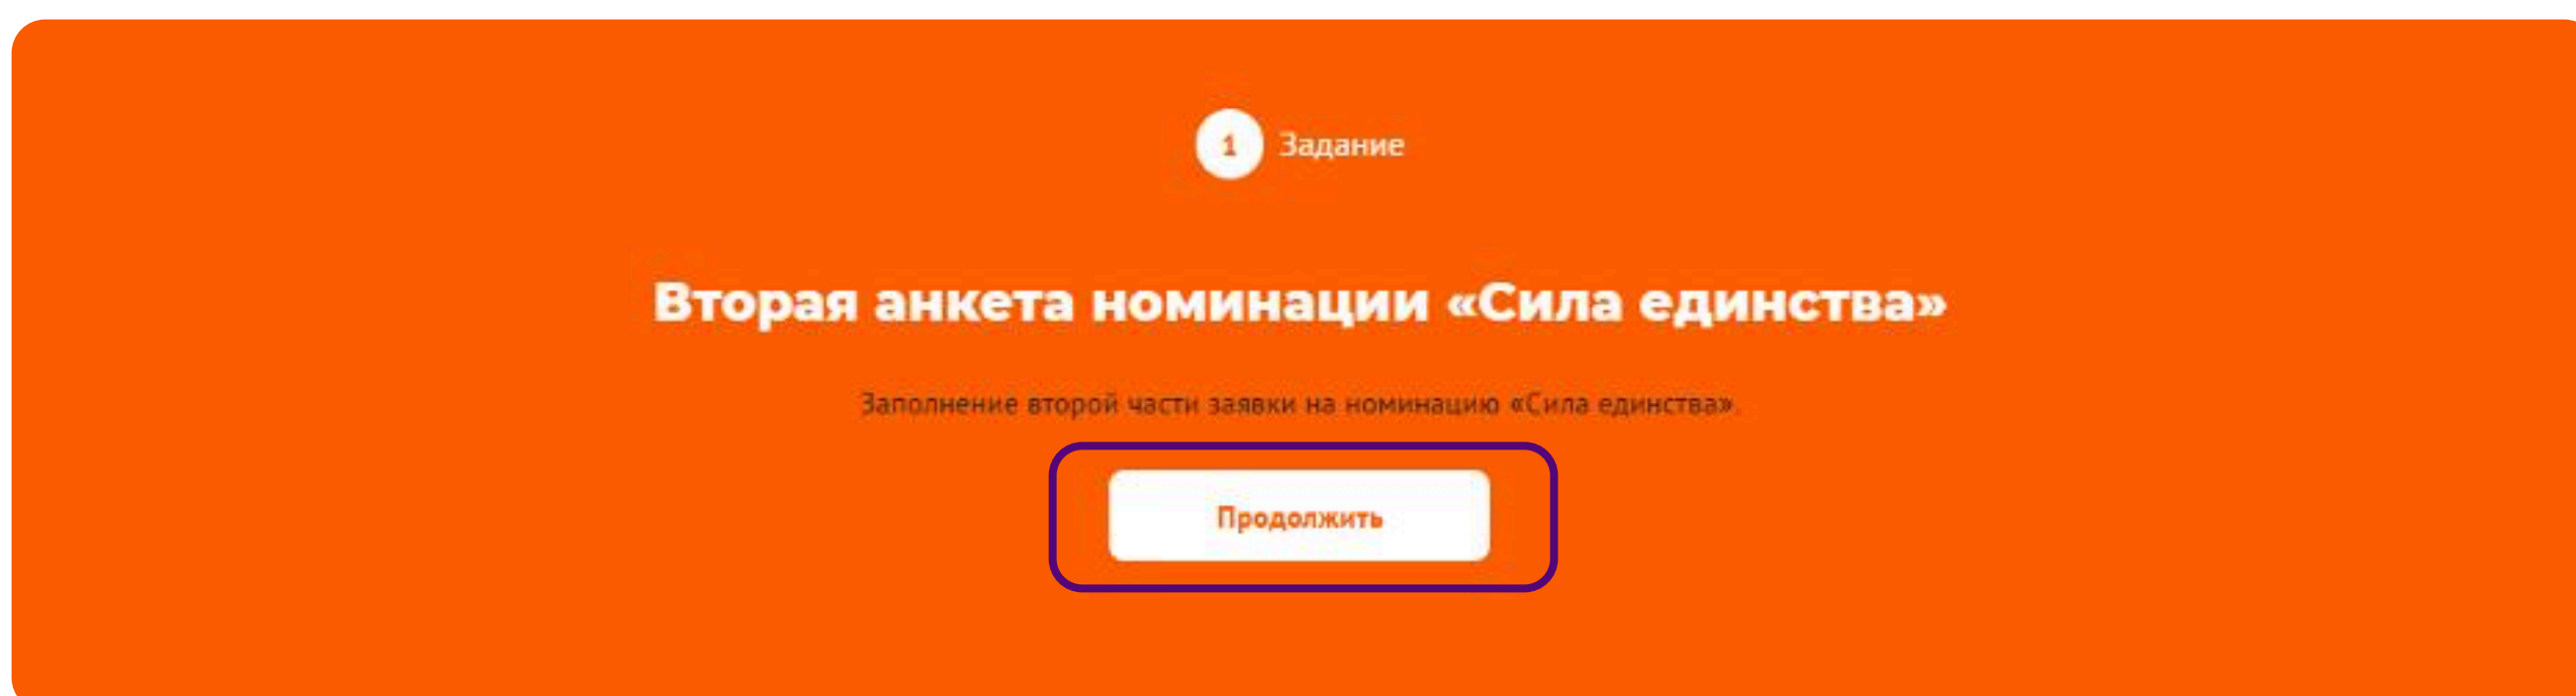 1 Задание
Вторая анкета номинации «Сила единства»
Заполнение второй части заявки на номинацию «Сила единства».
Продолжить